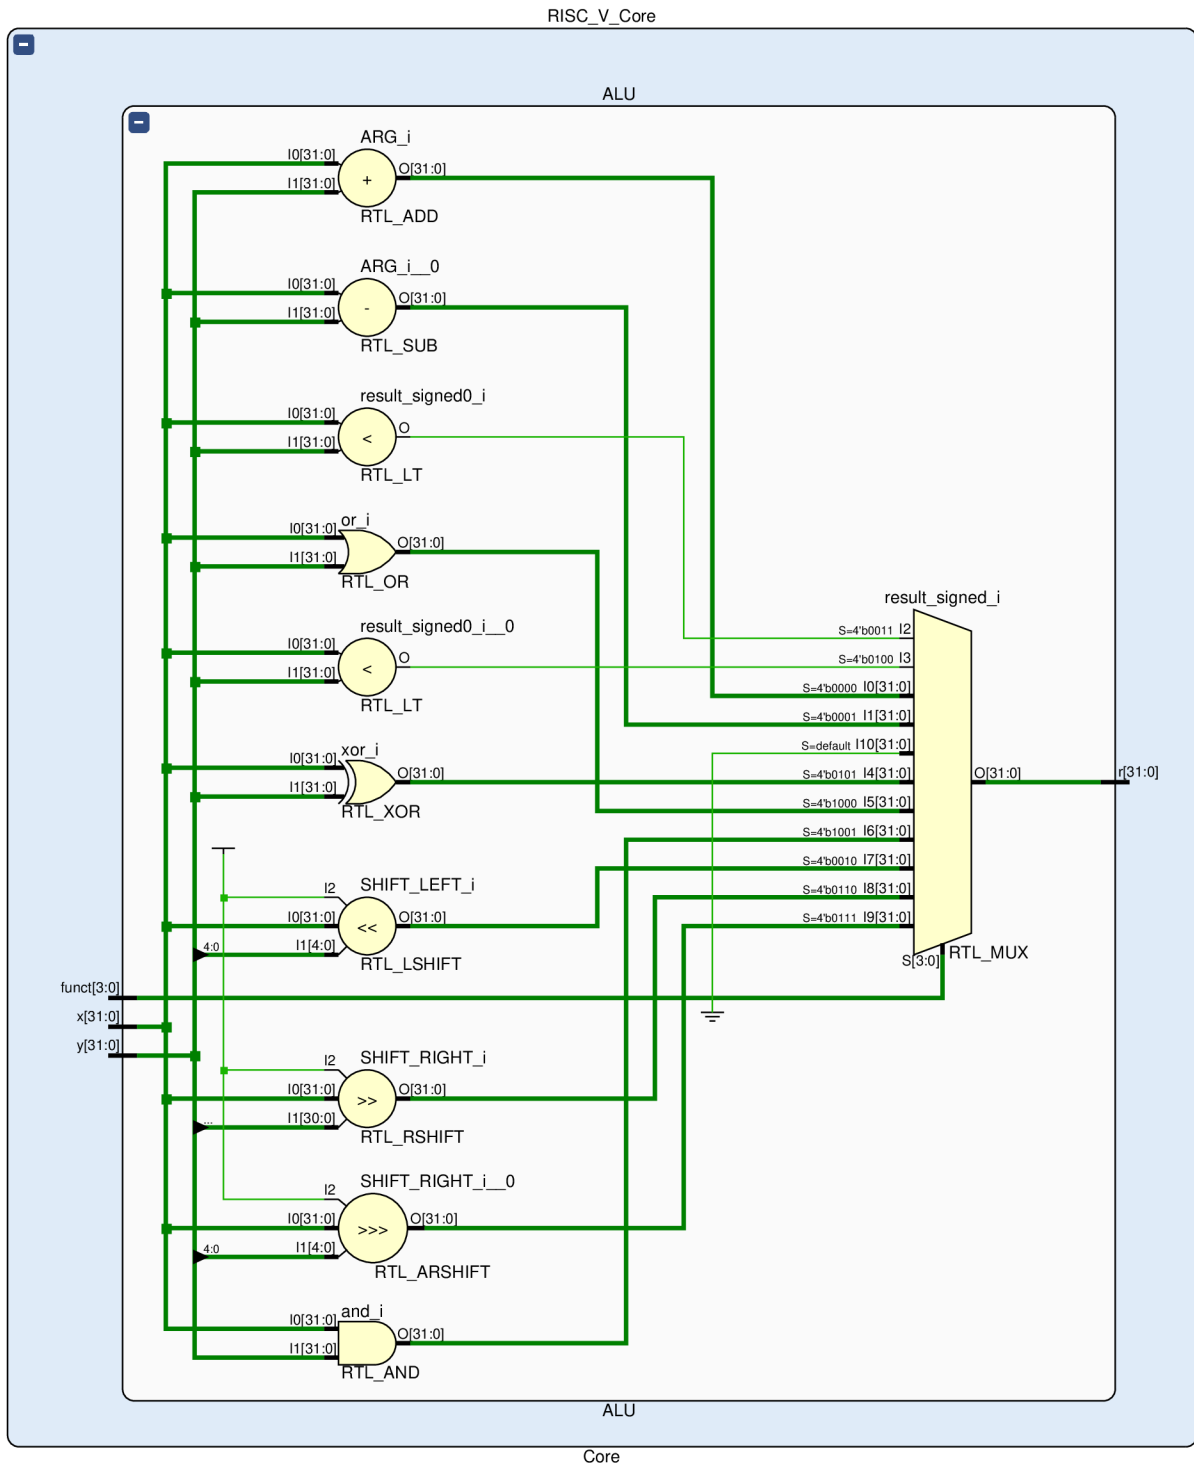 RISC_V_Core
ALU
ARG_i
I0[31:0]
I1[31:0]
+
O[31:0]
RTL_ADD
ARG_i__0
I0[31:0]
I1[31:0]
-
O[31:0]
RTL_SUB
result_signed0_i
I0[31:0]
I1[31:0]
<
O
RTL_LT
or_i
I0[31:0]
I1[31:0]
O[31:0]
RTL_OR
result_signed0_i__0
I0[31:0]
I1[31:0]
<
O
RTL_LT
xor_i
I0[31:0]
I1[31:0]
O[31:0]
RTL_XOR
result_signed_i
S=4'b0011 I2
S=4'b0100 I3
S=4'b0000 I0[31:0]
S=4'b0001 I1[31:0]
S=default I10[31:0]
S=4'b0101 I4[31:0]
S=4'b1000 I5[31:0]
S=4'b1001 I6[31:0]
S=4'b0010 I7[31:0]
S=4'b0110 I8[31:0]
S=4'b0111 I9[31:0]
S[3:0]
RTL_MUX
O[31:0]
r[31:0]
SHIFT_LEFT_i
I2
I0[31:0]
4:0
I1[4:0]
<<
O[31:0]
RTL_LSHIFT
funct[3:0]
x[31:0]
y[31:0]
SHIFT_RIGHT_i
I2
I0[31:0]
...
I1[30:0]
>>
O[31:0]
RTL_RSHIFT
SHIFT_RIGHT_i__0
I2
I0[31:0]
4:0
I1[4:0]
>>>
O[31:0]
RTL_ARSHIFT
and_i
I0[31:0]
I1[31:0]
O[31:0]
RTL_AND
ALU
Core